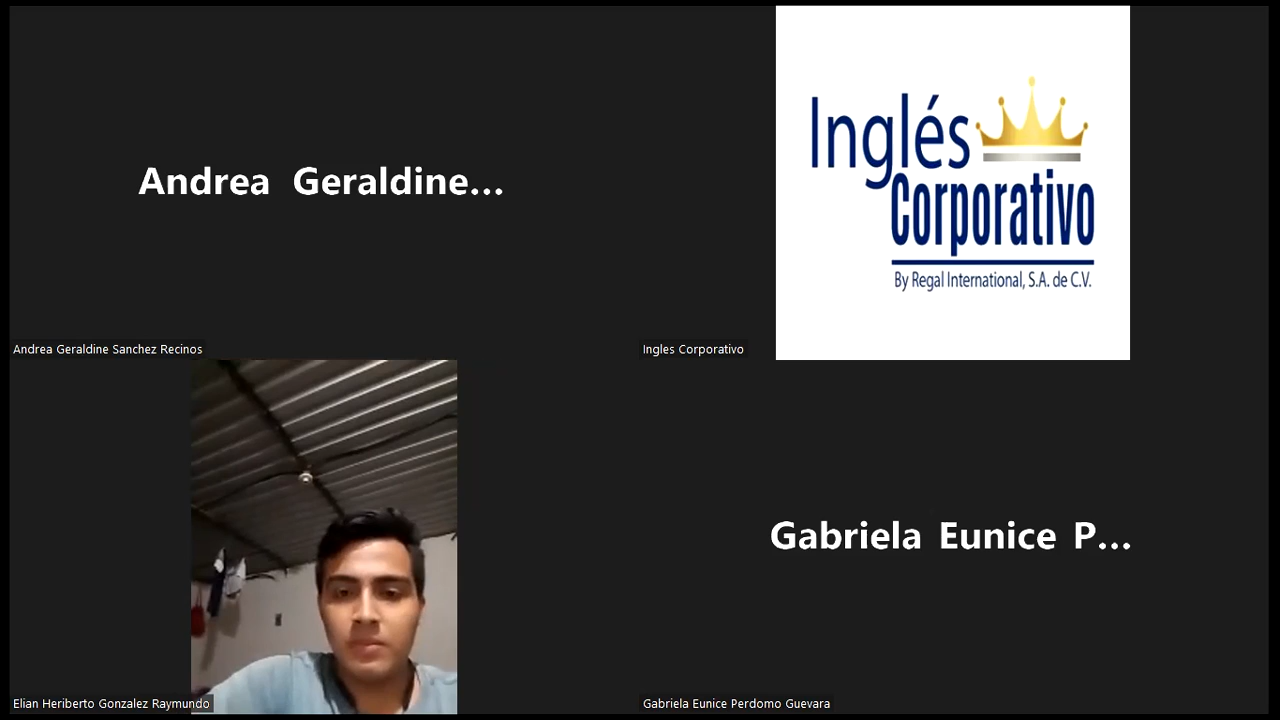 Andrea Geraldine...
Inglés
Corporativo
By Regal International, S.A. de C.V.
Andrea Geraldine Sanchez Recinos
Ingles Corporativo
Gabriela Eunice P...
Elian Heriberto Gonzalez Raymundo
Gabriela Eunice Perdomo Guevara